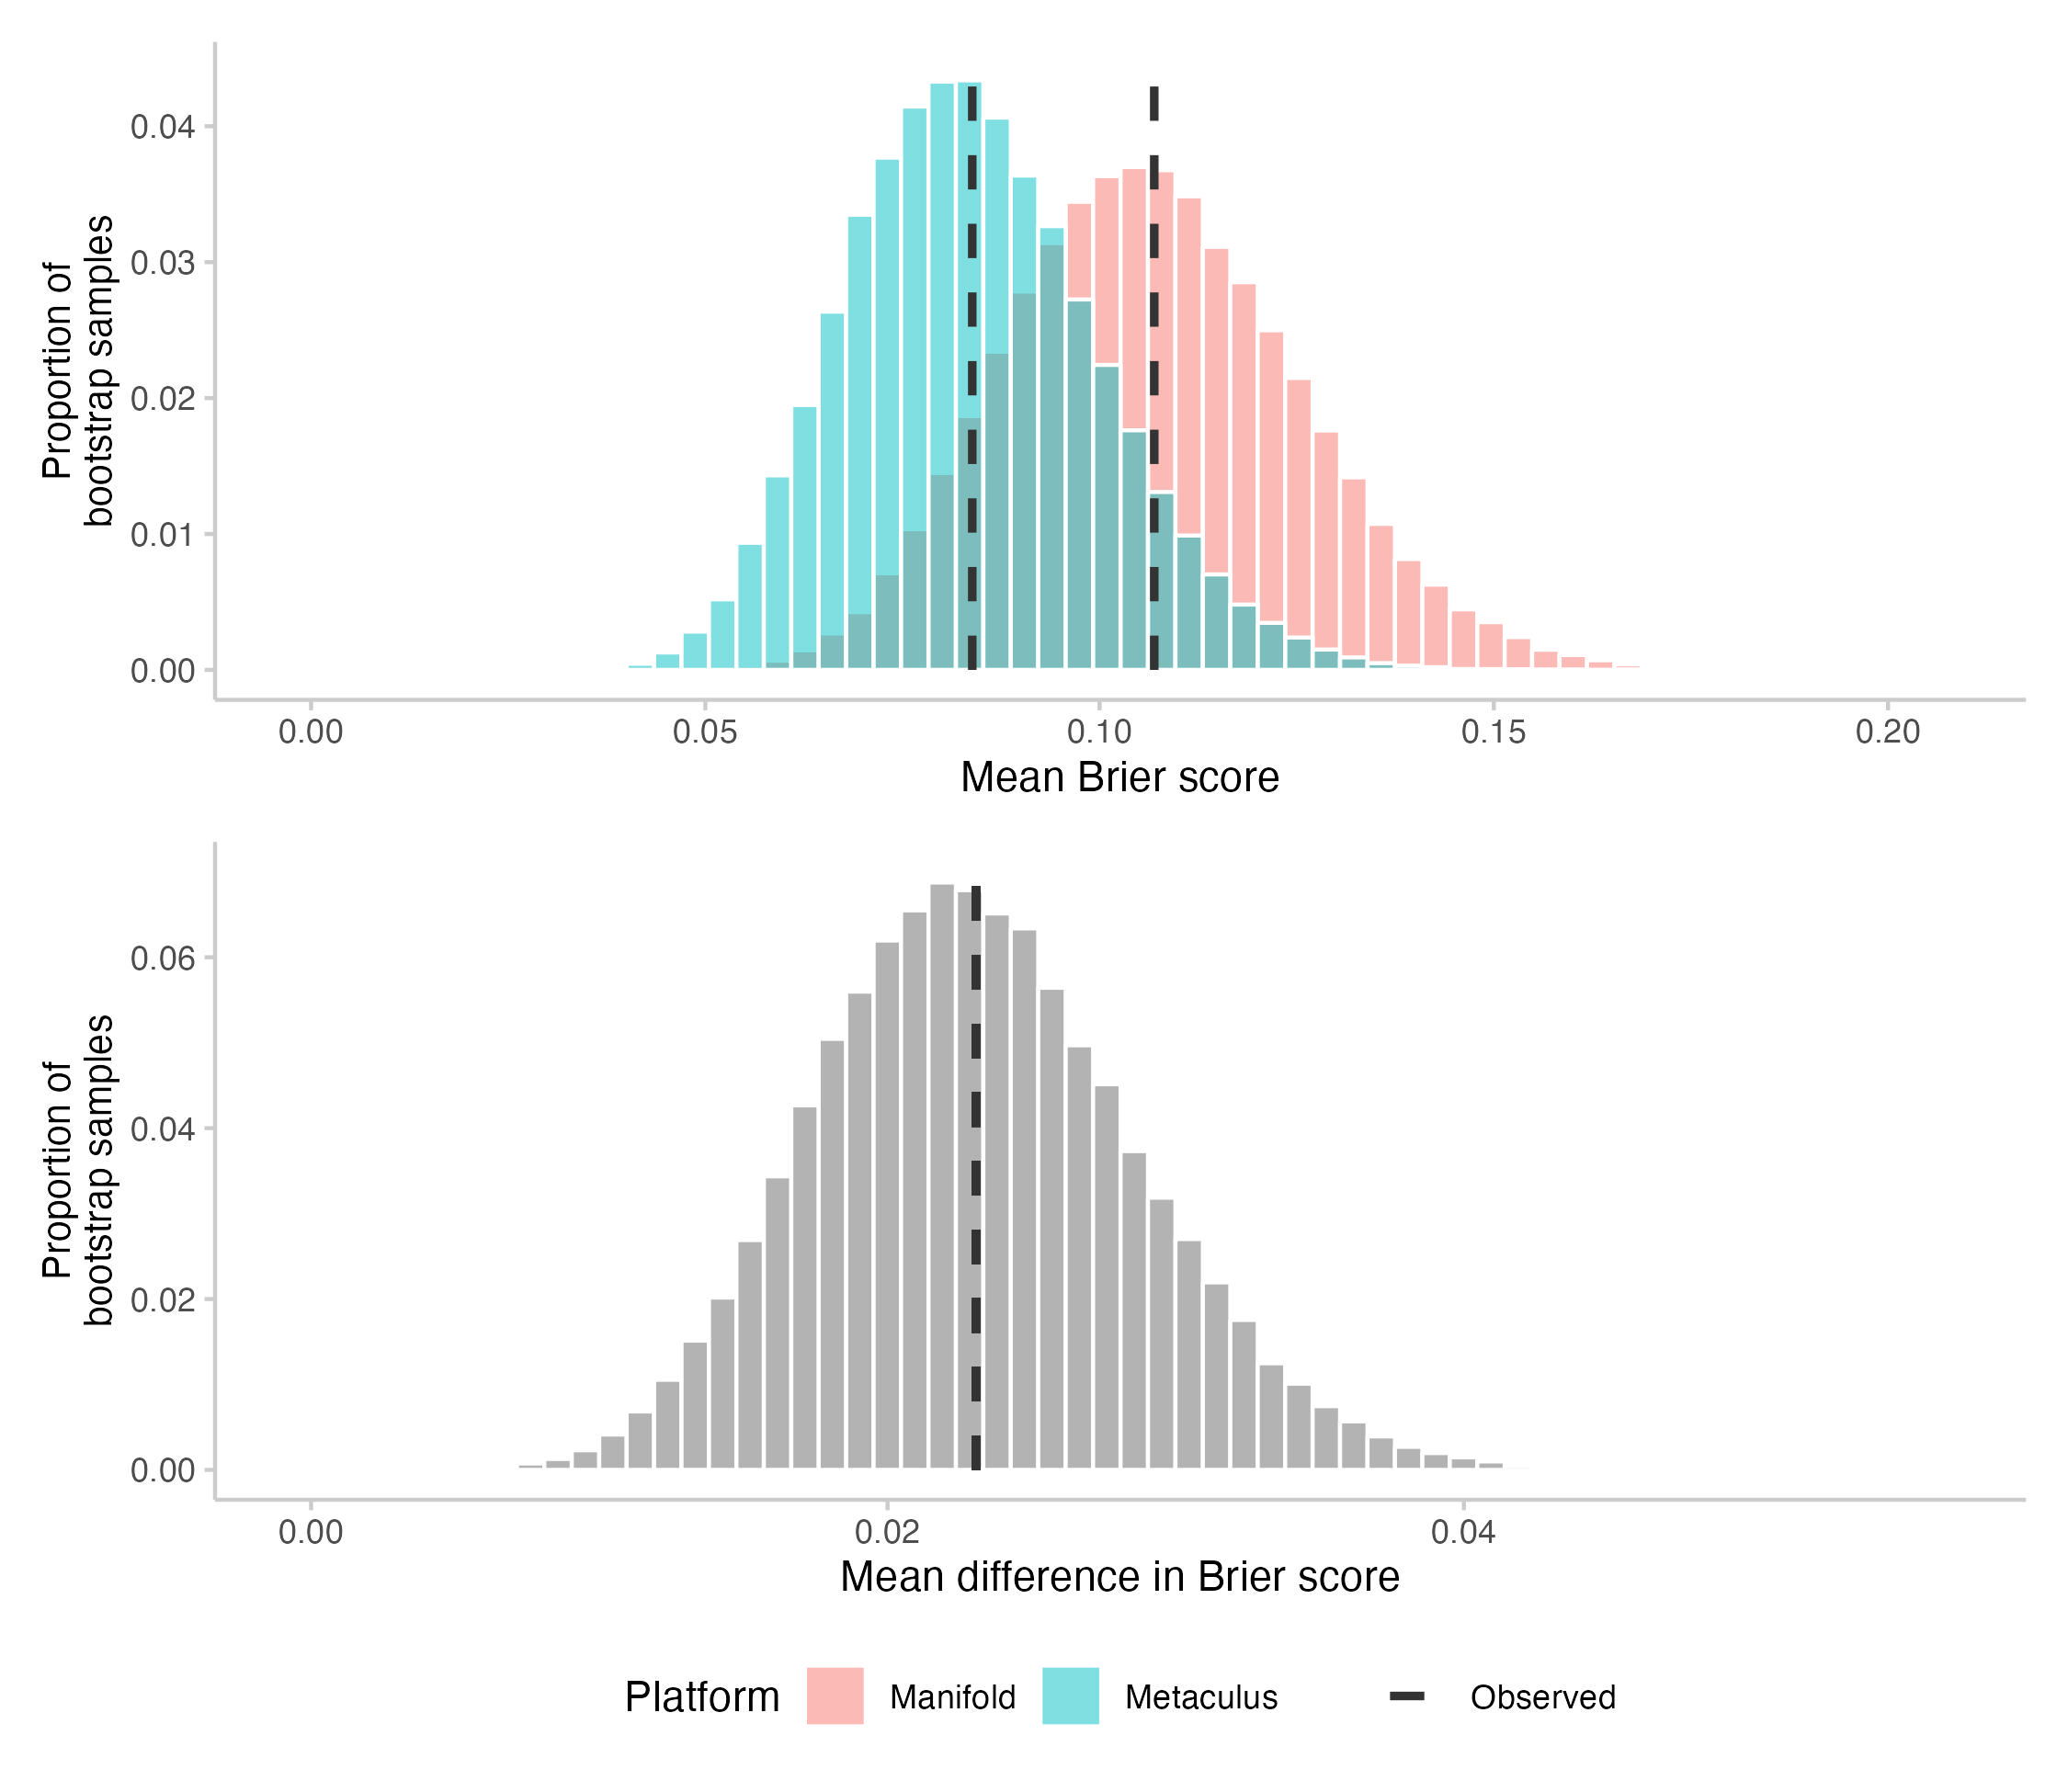 Proportion of
bootstrap samples
0.04
0.03
0.02
0.01
0.00
0.00 0.05 0.10 0.15 0.20
Mean Brier score
Proportion of
bootstrap samples
0.06
0.04
0.02
0.00
0.00 0.02 0.04
Mean difference in Brier score
Platform Manifold Metaculus Observed